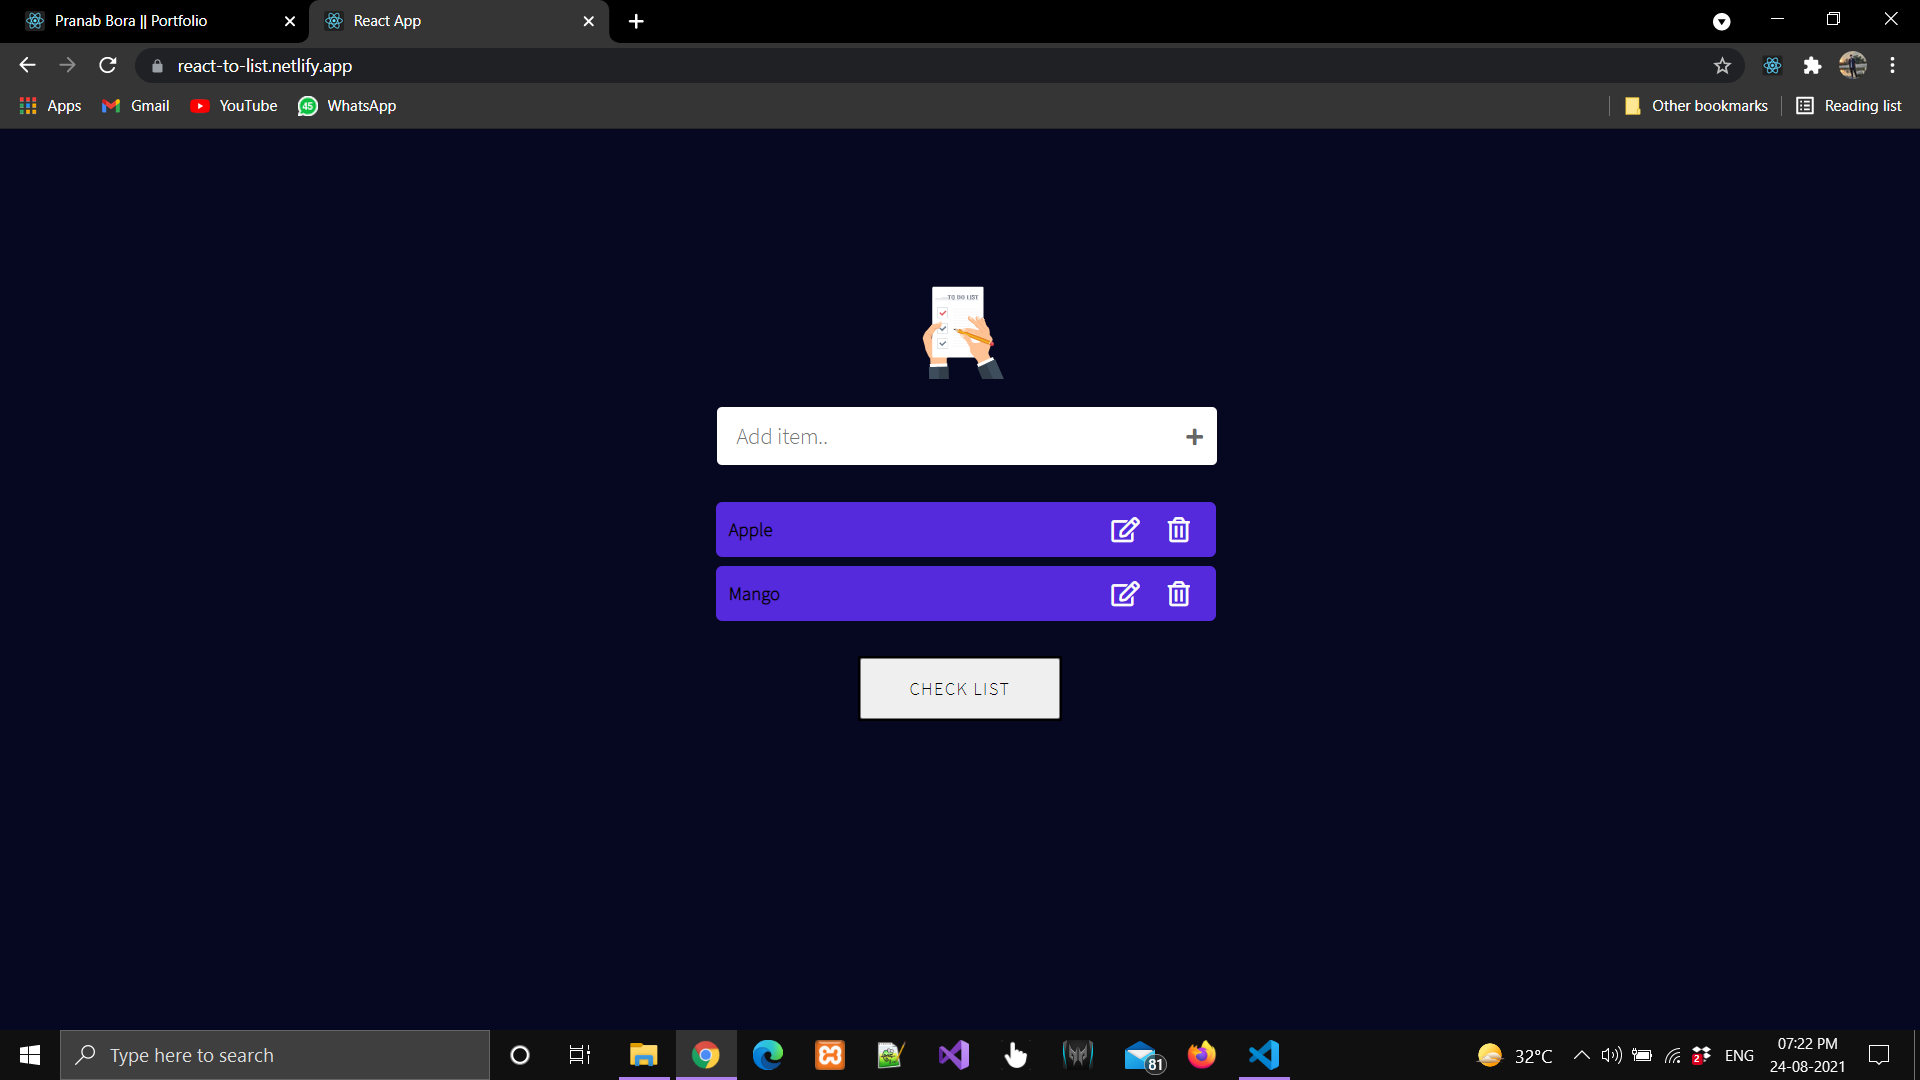 Pranab Bora || Portfolio
React App
react-to-list.netlify.app
Apps
Gmail
YouTube
45
WhatsApp
Other bookmarks
Reading list
TO DO LIST
Add item..
Apple
Mango
CHECK LIST
Type here to search
81
32°C
2
ENG
07:22 PM
24-08-2021